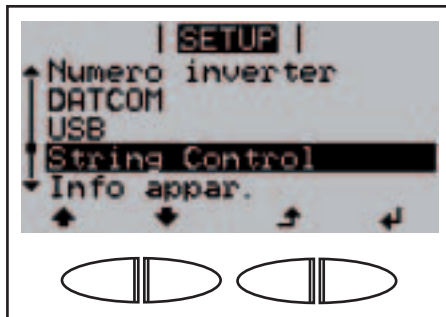 SETUP
Numero inverter
DATCOM
USB
String Control
Info appar.